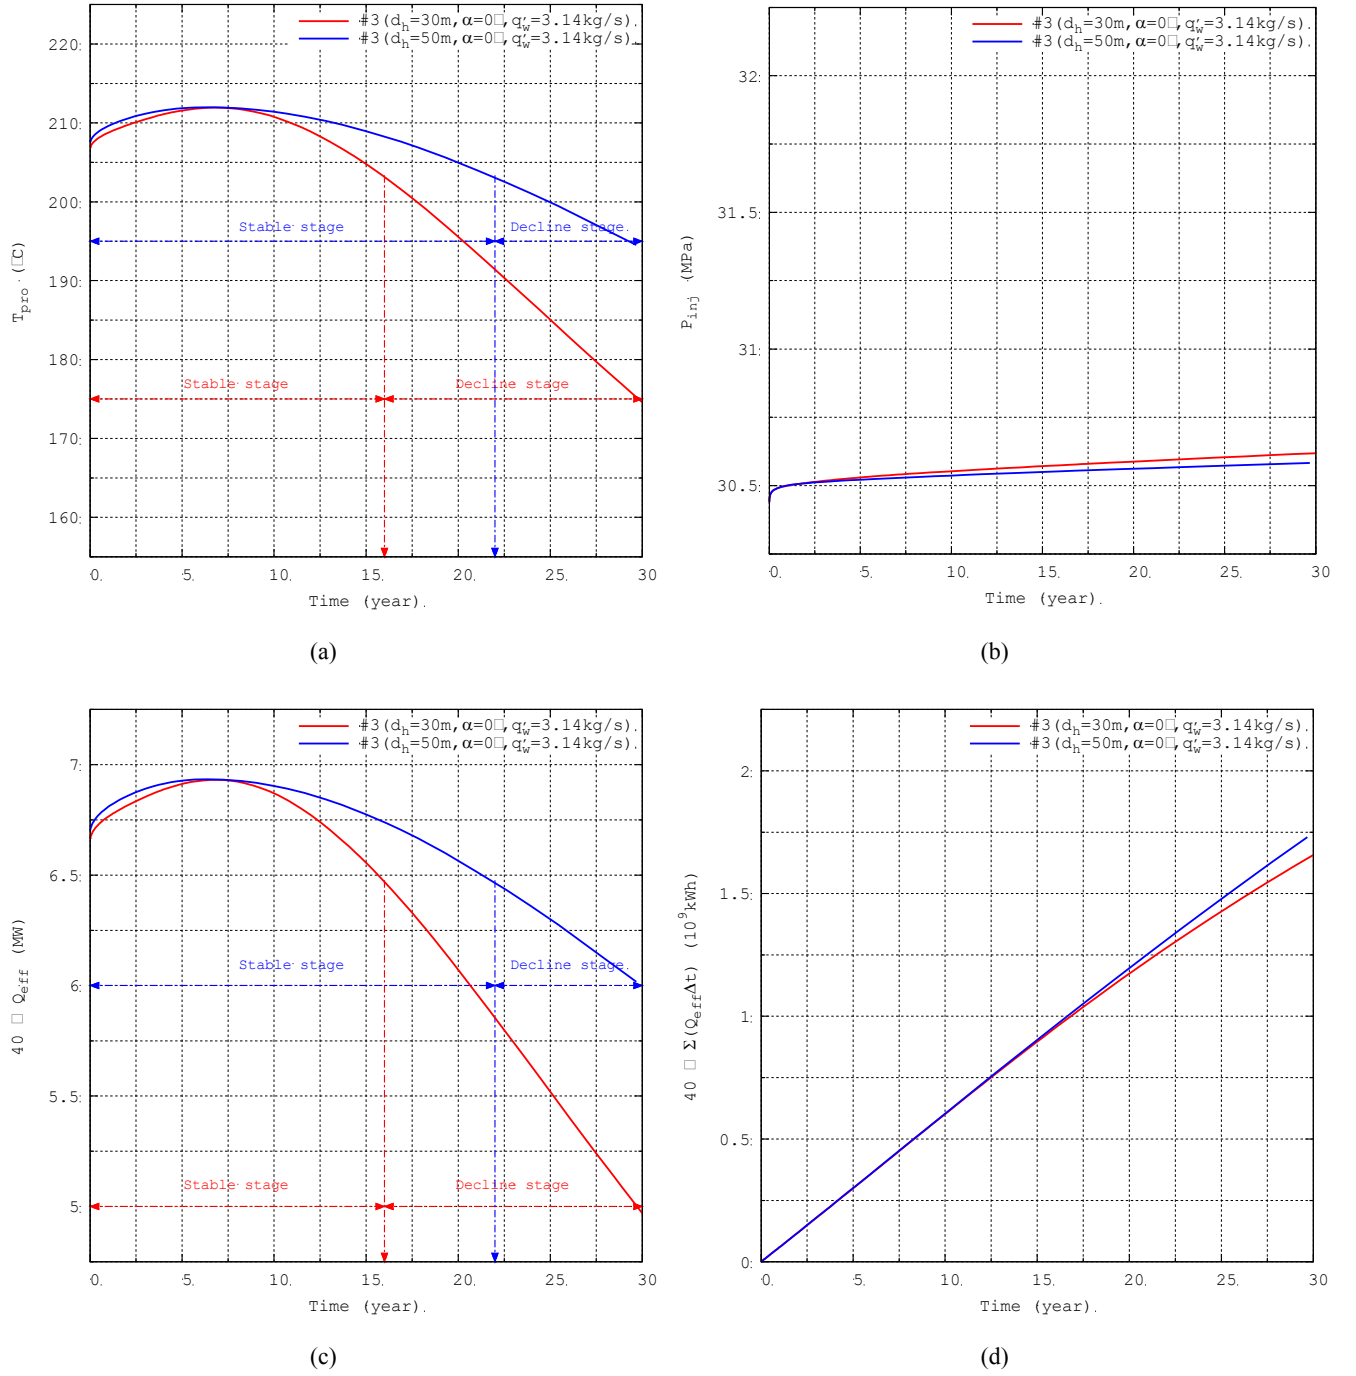 #3(dh=30m,α=0□,q'w=3.14kg/s).
#3(dh=50m,α=0□,q'w=3.14kg/s).
220:
210:
200:
190:
180:
170:
160:
Tpro (□C)
Stable stage
Decline stage.
Stable stage
Decline stage
0. 5. 10. 15. 20. 25. 30
Time (year).
(a)
#3(dh=30m,α=0□,q'w=3.14kg/s).
#3(dh=50m,α=0□,q'w=3.14kg/s).
32:
31.5:
31:
30.5:
Pinj (MPa)
0. 5. 10. 15. 20. 25. 30
Time (year).
(b)
#3(dh=30m,α=0□,q'w=3.14kg/s).
#3(dh=50m,α=0□,q'w=3.14kg/s).
7:
6.5:
6:
5.5:
5:
40 □ Qeff (MW)
Stable stage
Decline stage.
Stable stage
Decline stage
0. 5. 10. 15. 20. 25. 30
Time (year).
(c)
#3(dh=30m,α=0□,q'w=3.14kg/s).
#3(dh=50m,α=0□,q'w=3.14kg/s).
2:
1.5:
1:
0.5:
0:
40 □ Σ(QeffΔt) (10⁹kWh)
0. 5. 10. 15. 20. 25. 30
Time (year).
(d)